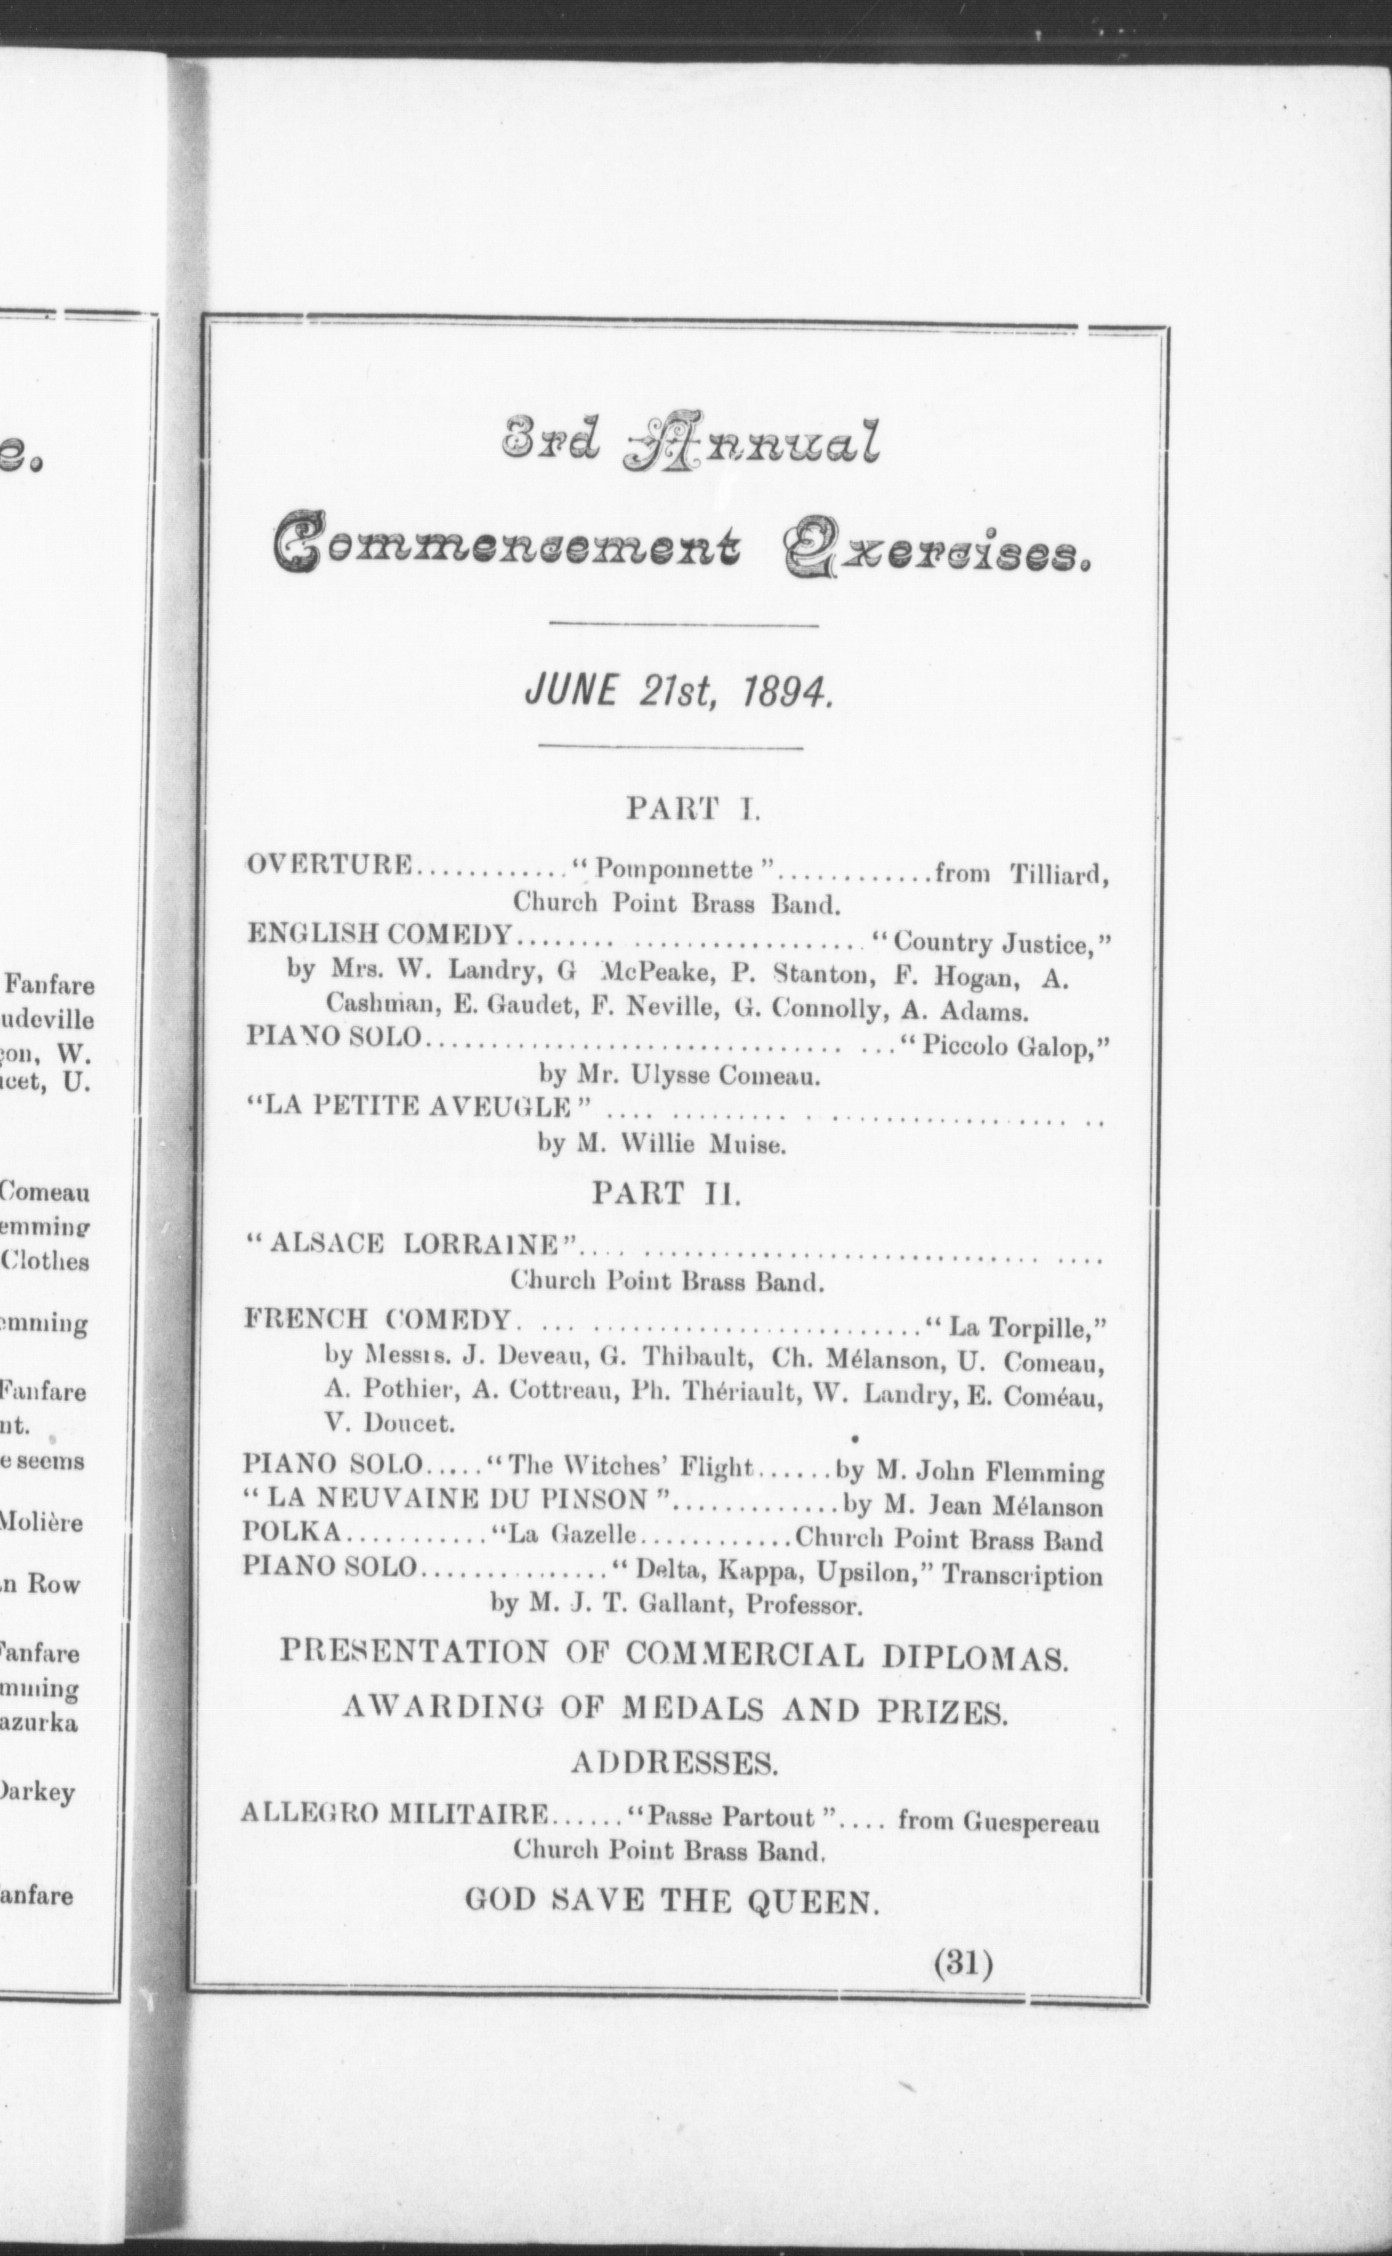 e.
Fanfare
udeville
çon, W.
ucet, U.
Comeau
emming
Clothes
emming
Fanfare
nt.
e seems
Molière
n Row
Fanfare
mming
azurka
Darkey
anfare
3rd Annual
Commencement Exercises.
JUNE 21st, 1894.
PART I.
OVERTURE............." Pomponnette ".............from Tilliard,
Church Point Brass Band.
ENGLISH COMEDY........ .................." Country Justice,"
by Mrs. W. Landry, G McPeake, P. Stanton, F. Hogan, A.
Cashman, E. Gaudet, F. Neville, G. Connolly, A. Adams.
PIANO SOLO................................ ..." Piccolo Galop,"
by Mr. Ulysse Comeau.
"LA PETITE AVEUGLE" .... ......... . .................... ..
by M. Willie Muise.
PART II.
" ALSACE LORRAINE".... .............................. ....
Church Point Brass Band.
FRENCH COMEDY. ... ........................." La Torpille,"
by Messrs. J. Deveau, G. Thibault, Ch. Mélanson, U. Comeau,
A. Pothier, A. Cottreau, Ph. Thériault, W. Landry, E. Coméau,
V. Doucet.
PIANO SOLO....."The Witches' Flight......by M. John Flemming
" LA NEUVAINE DU PINSON ".............by M. Jean Mélanson
POLKA..........."La Gazelle............Church Point Brass Band
PIANO SOLO..............." Delta, Kappa, Upsilon," Transcription
by M. J. T. Gallant, Professor.
PRESENTATION OF COMMERCIAL DIPLOMAS.
AWARDING OF MEDALS AND PRIZES.
ADDRESSES.
ALLEGRO MILITAIRE......"Passe Partout".... from Guespereau
Church Point Brass Band.
GOD SAVE THE QUEEN.
(31)